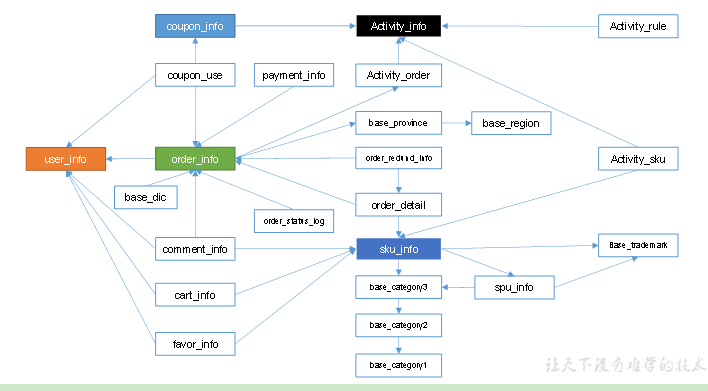 coupon_info
Activity_info
Activity_rule
coupon_use
payment_info
Activity_order
base_province
base_region
user_info
order_info
order_refund_info
Activity_sku
base_dic
order_status_log
order_detail
comment_info
sku_info
Base_trademark
cart_info
base_category3
spu_info
base_category2
favor_info
base_category1
让天下没有难学的技术